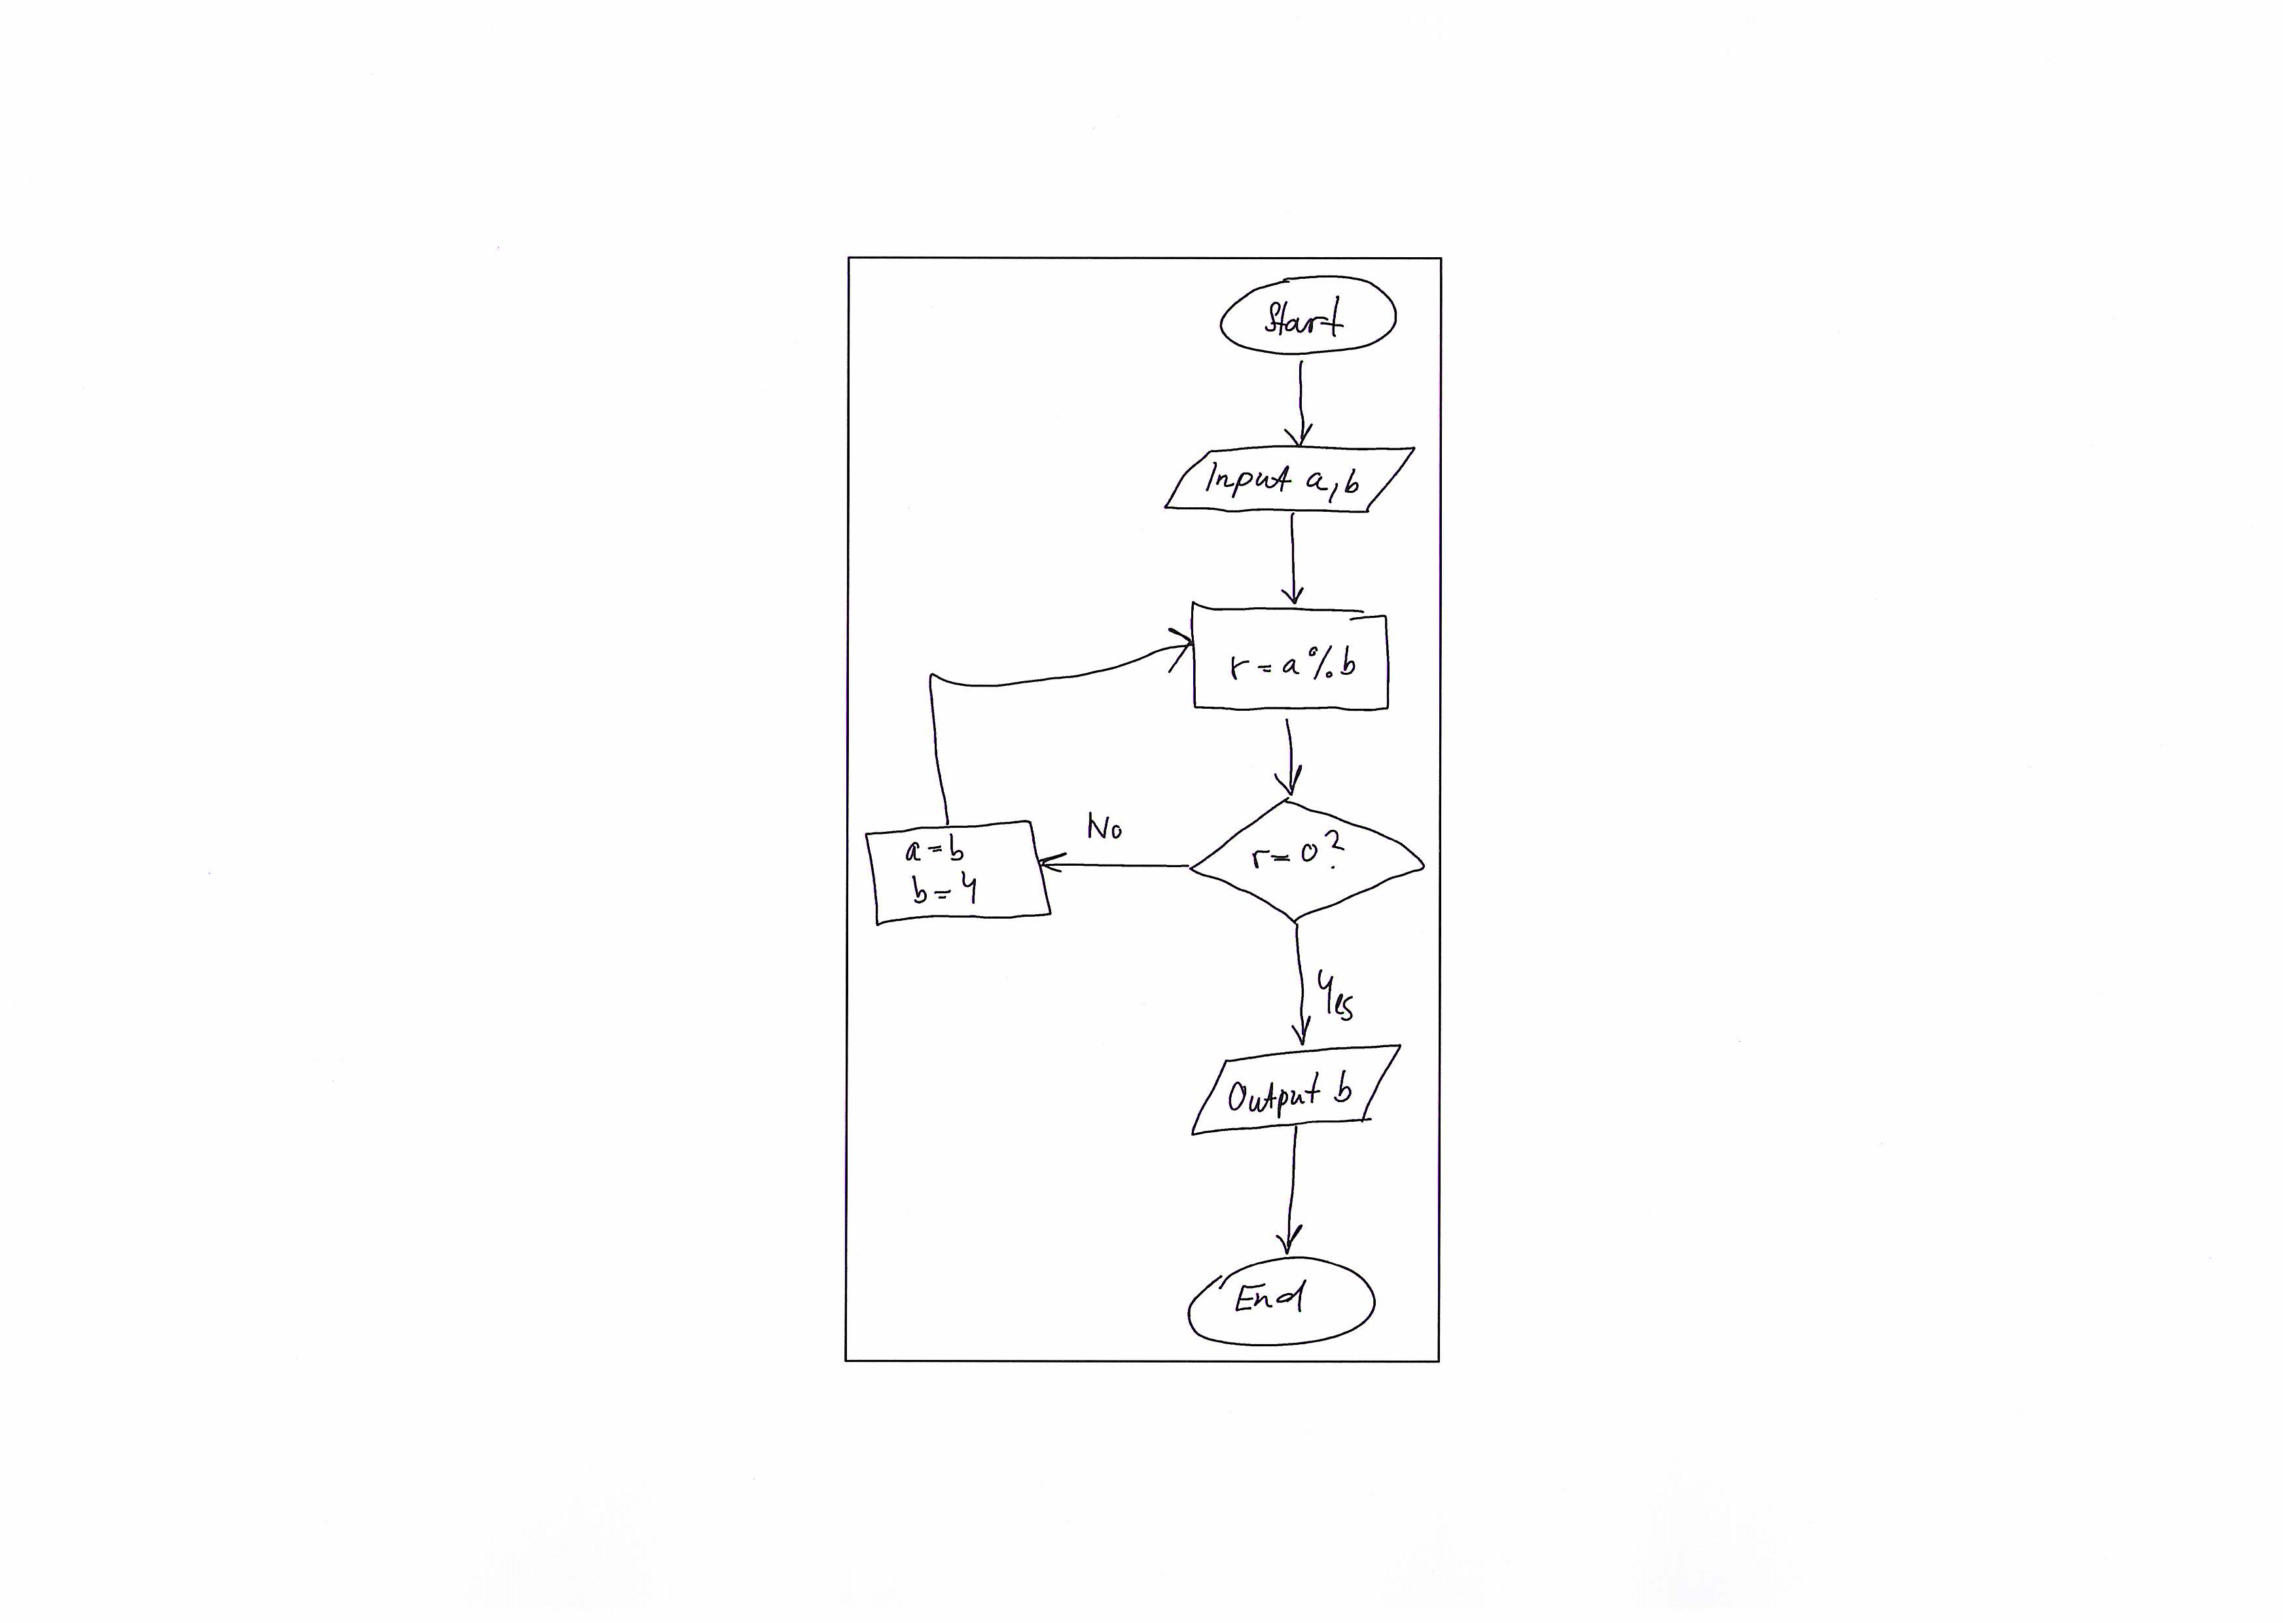 Start
Input a,b
r = a % b
r = 0?
No
a = b
b = 4
Yes
Output b
End